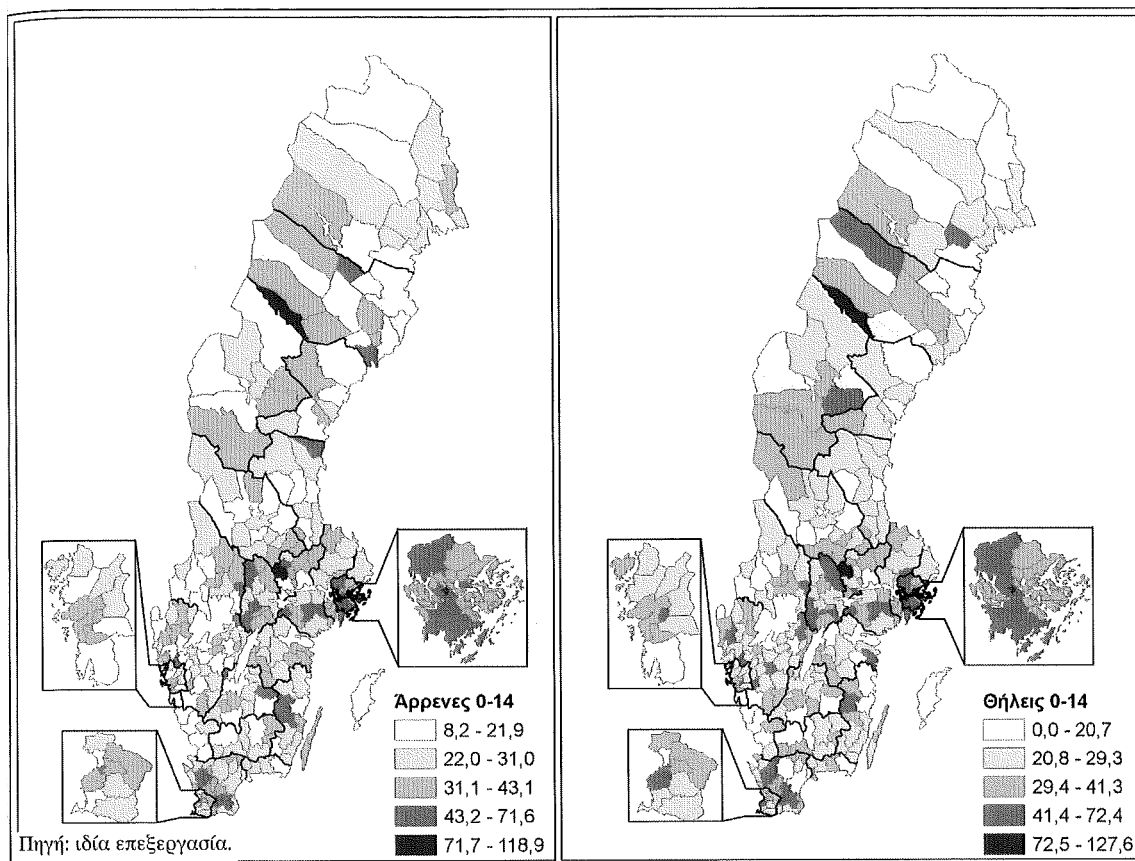 Άρρενες 0-14
8,2 - 21,9
22,0 - 31,0
31,1 - 43,1
43,2 - 71,6
71,7 - 118,9
Πηγή: ιδία επεξεργασία.
Θήλεις 0-14
0,0 - 20,7
20,8 - 29,3
29,4 - 41,3
41,4 - 72,4
72,5 - 127,6